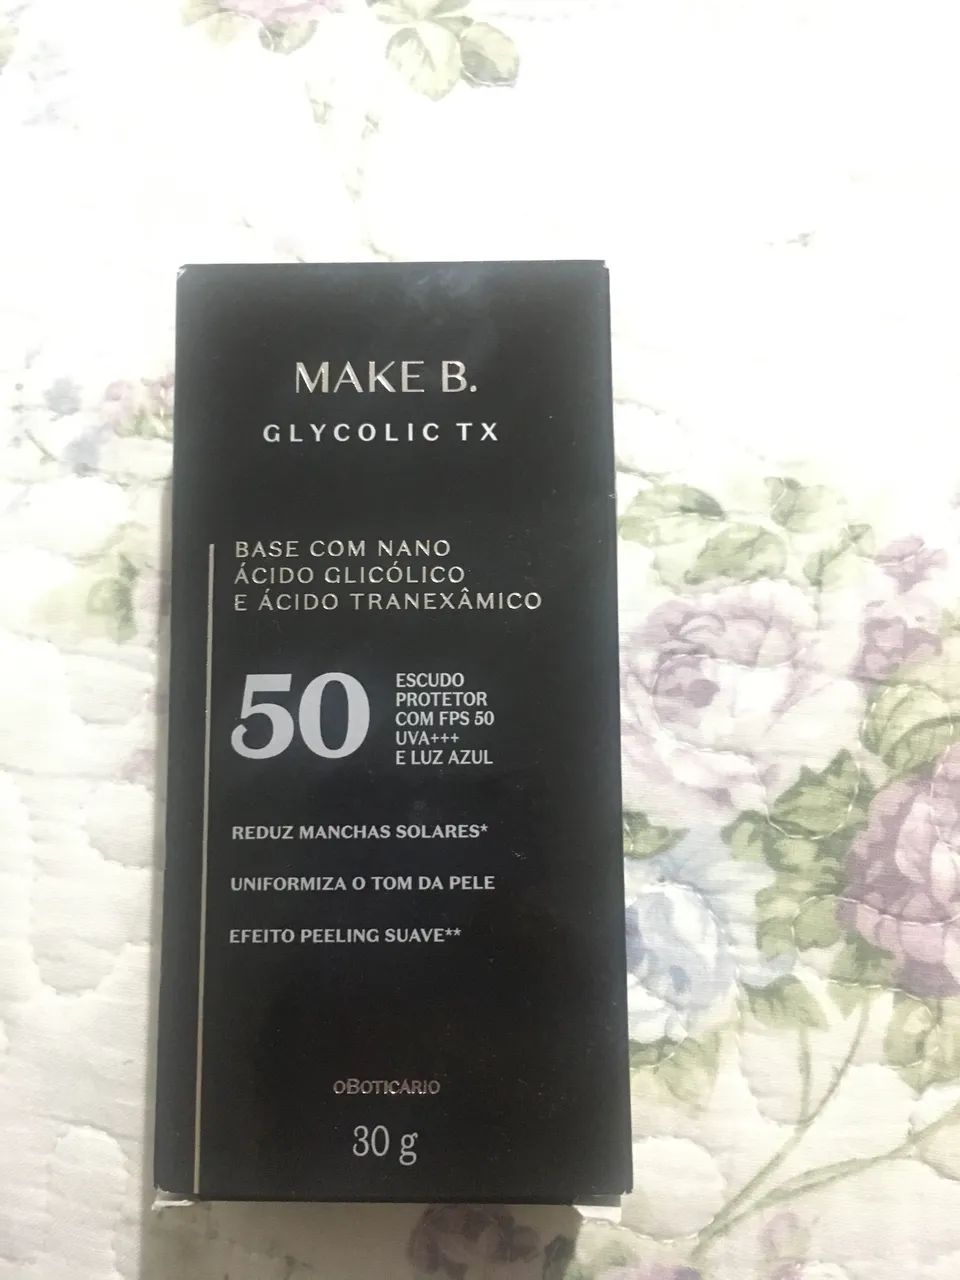 MAKE B.
GLYCOLIC TX
BASE COM NANO
ÁCIDO GLICÓLICO
E ÁCIDO TRANEXÂMICO
50
ESCUDO
PROTETOR
COM FPS 50
UVA+++
E LUZ AZUL
REDUZ MANCHAS SOLARES*
UNIFORMIZA O TOM DA PELE
EFEITO PEELING SUAVE**
oBOTICÁRIO
30 g